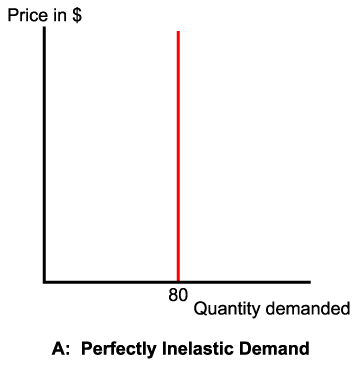 Price in $
80
Quantity demanded
A:  Perfectly Inelastic Demand